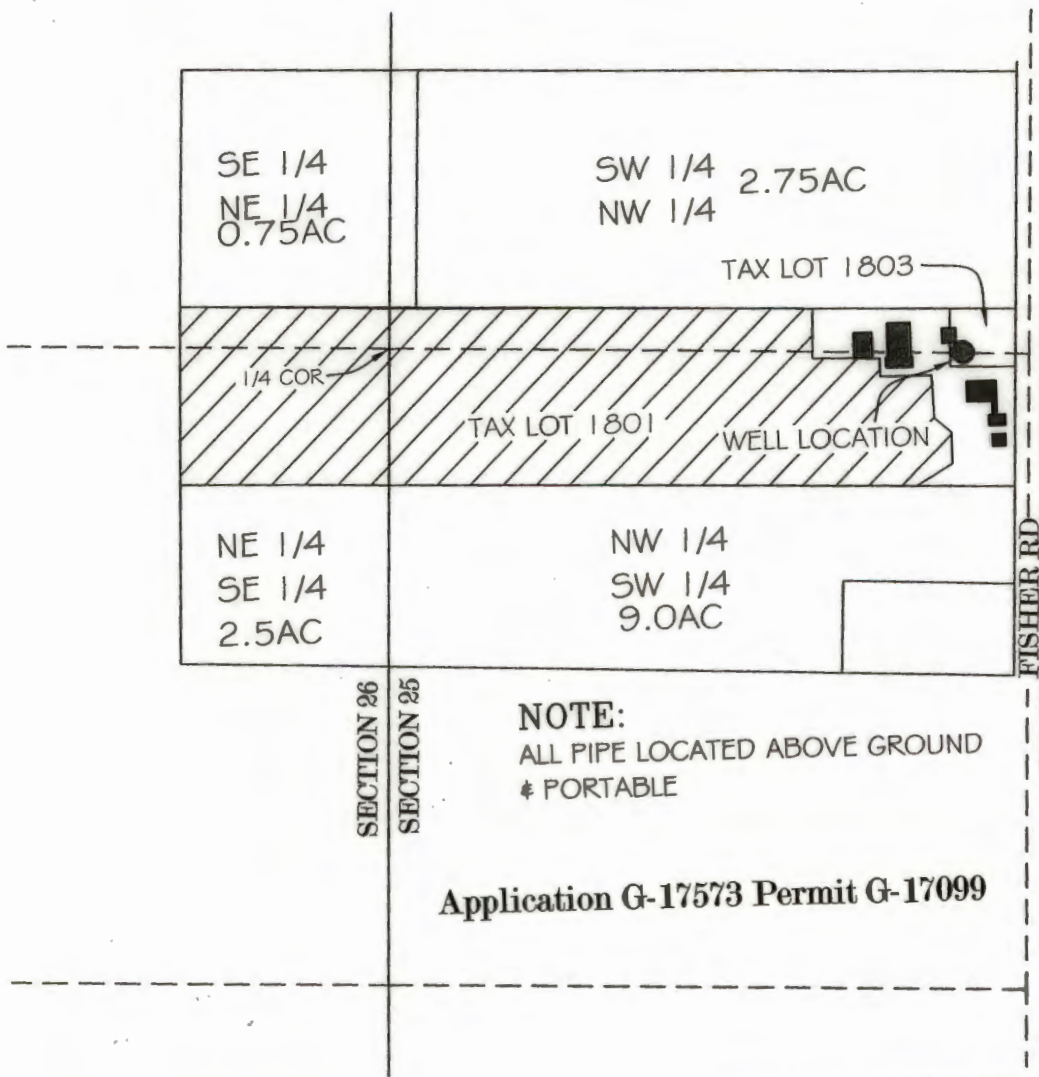 SE 1/4
NE 1/4
0.75AC
SW 1/4
NW 1/4
2.75AC
TAX LOT 1803
1/4 COR
TAX LOT 1801
WELL LOCATION
NE 1/4
SE 1/4
2.5AC
NW 1/4
SW 1/4
9.0AC
FISHER RD
SECTION 26
SECTION 25
NOTE:
ALL PIPE LOCATED ABOVE GROUND
& PORTABLE
Application G-17573 Permit G-17099